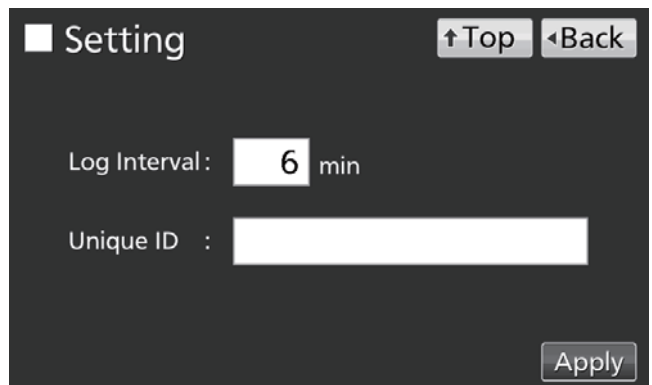 Setting
↑Top
◂Back
Log Interval: 6 min
Unique ID :
Apply